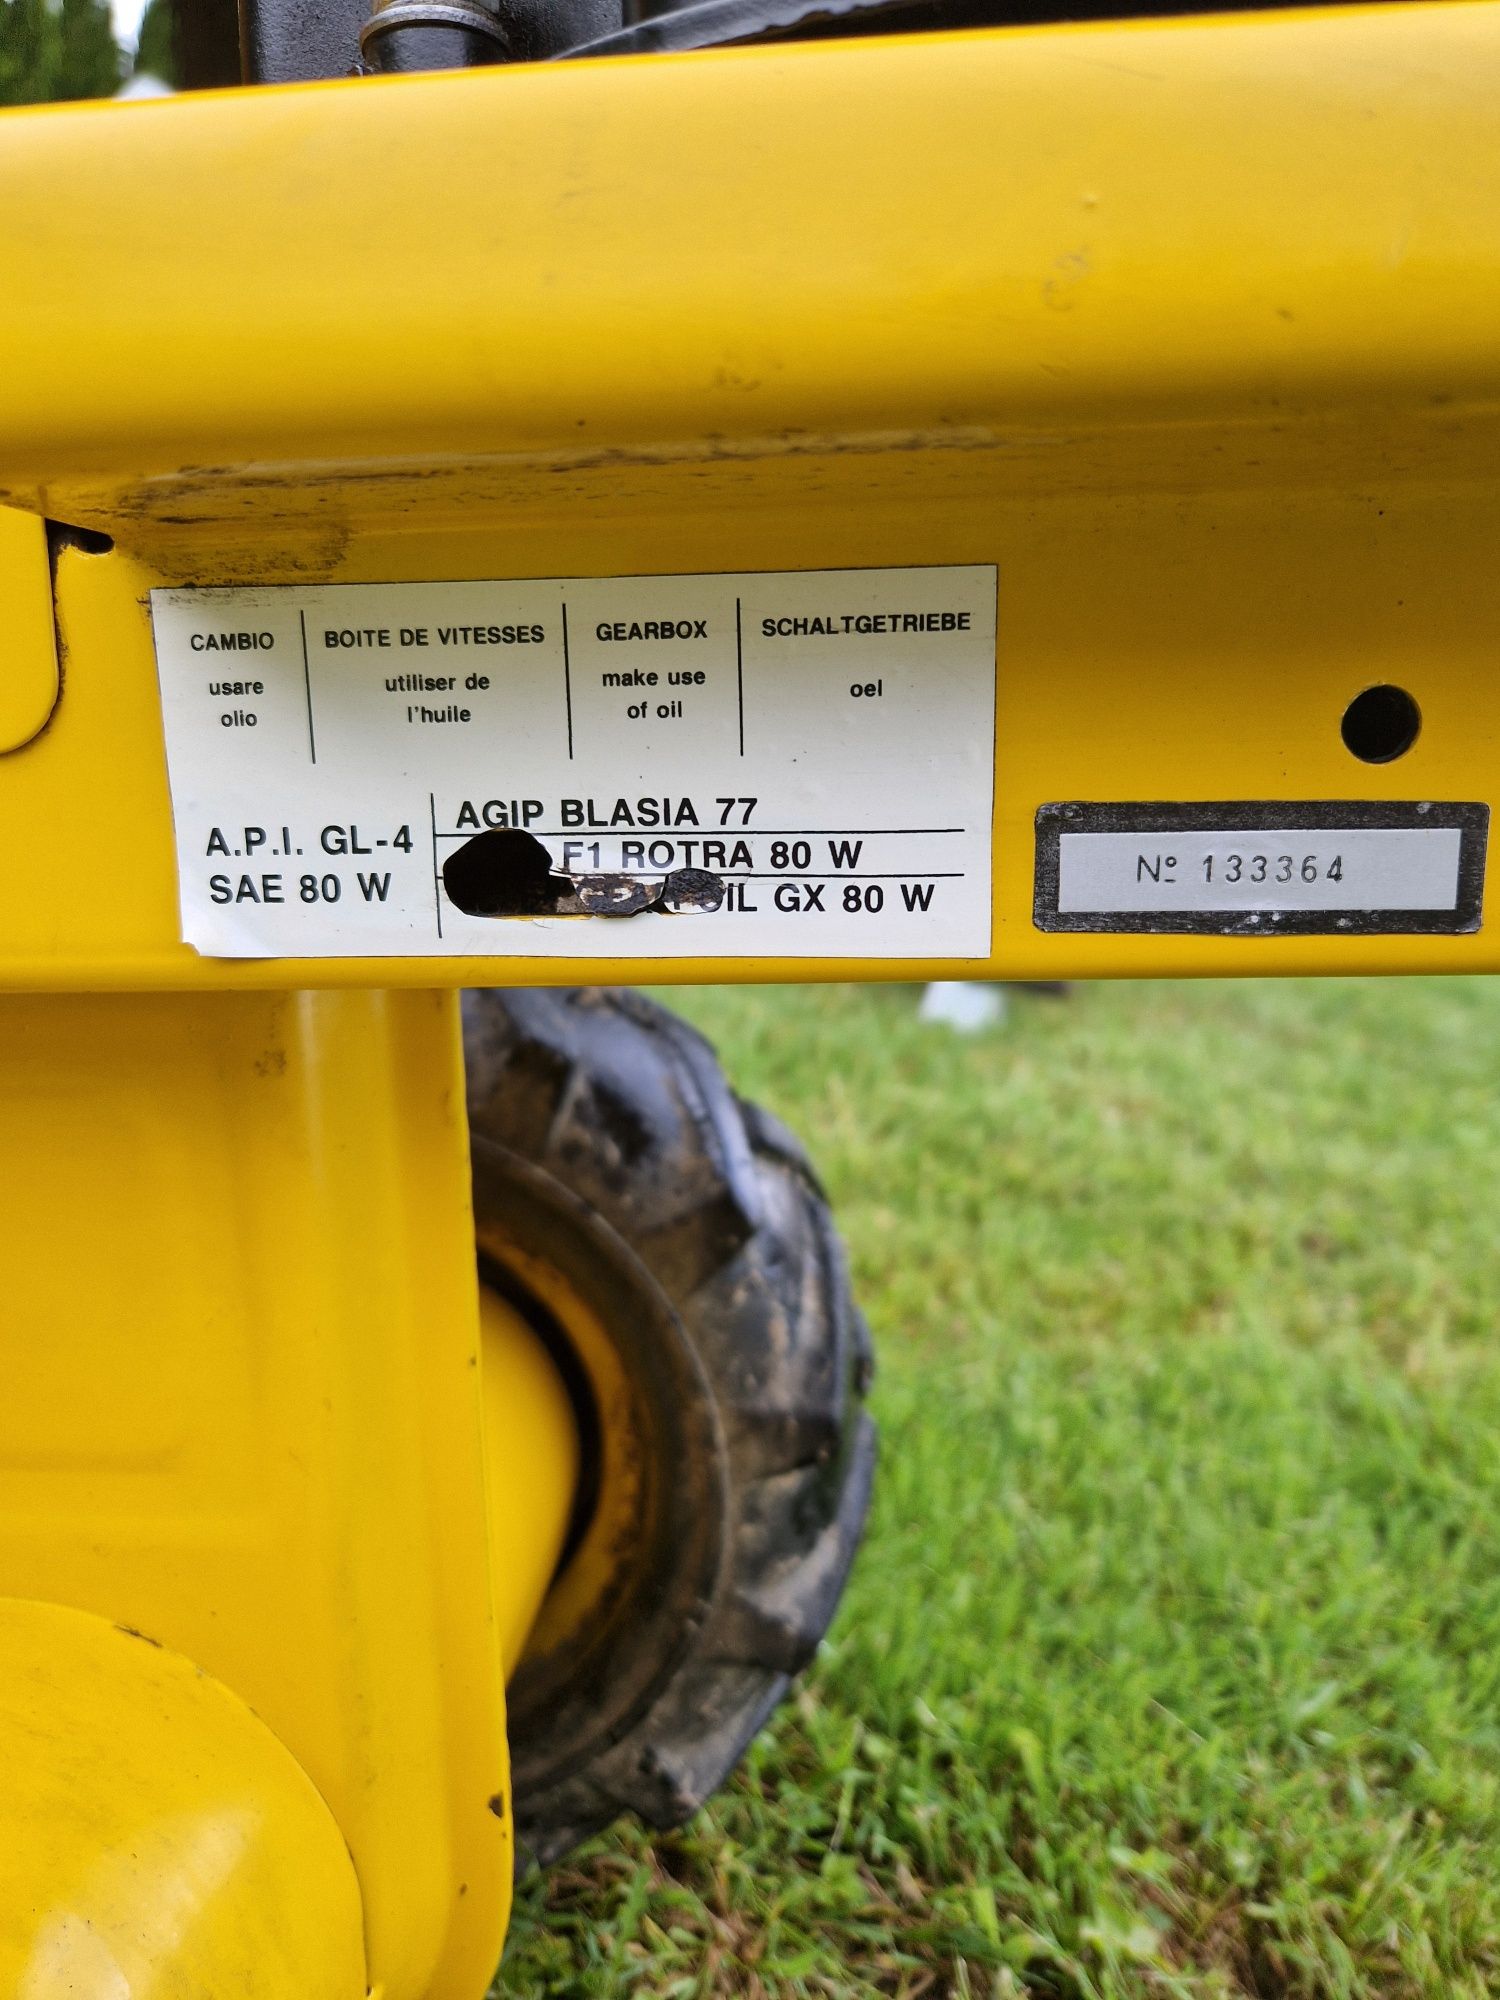 CAMBIO
usare
olio
BOITE DE VITESSES
utiliser de
l'huile
GEARBOX
make use
of oil
SCHALTGETRIEBE
oel
A.P.I. GL-4
SAE 80 W
AGIP BLASIA 77
F1 ROTRA 80 W
GX 80 W
Nº 133364